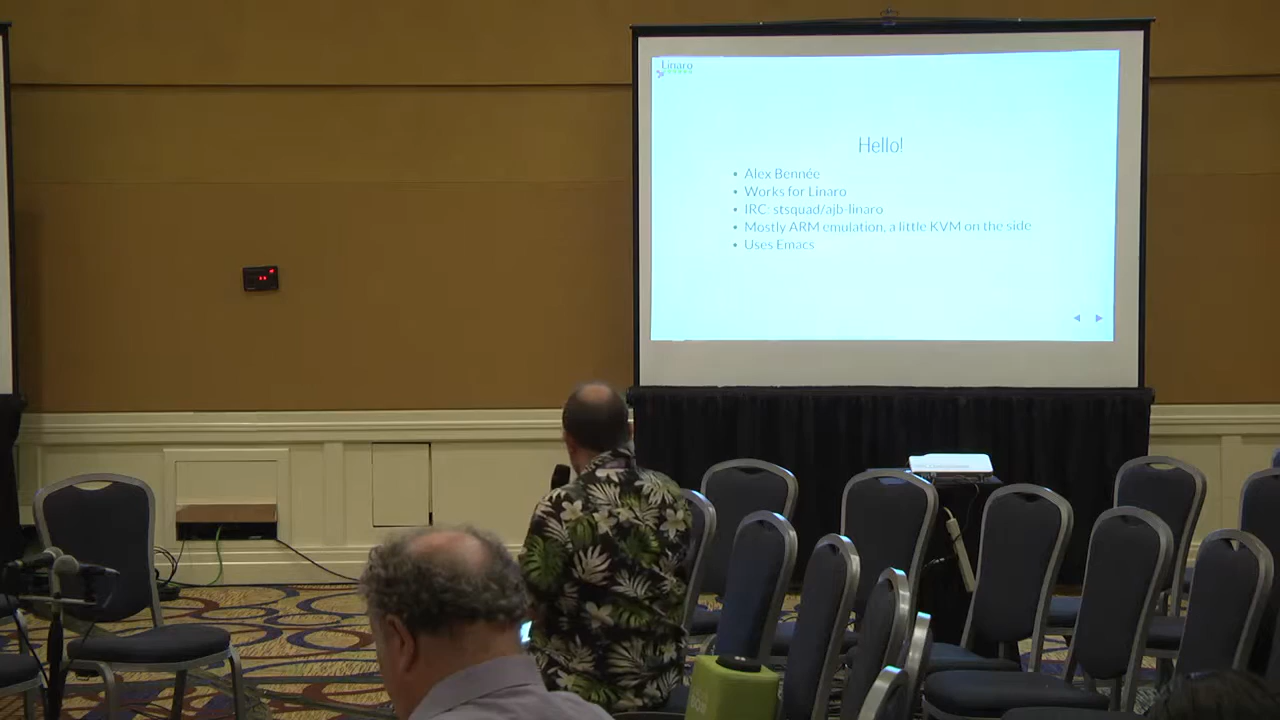 Linaro
Hello!
• Alex Bennée
• Works for Linaro
• IRC: stsquad/ajb-linaro
• Mostly ARM emulation, a little KVM on the side
• Uses Emacs